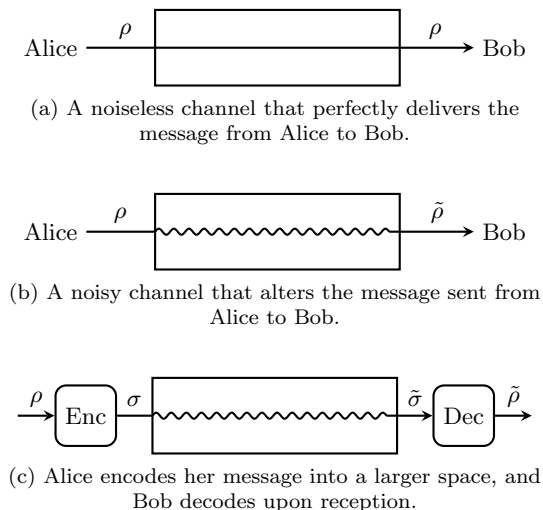 ρ ρ
Alice Bob
(a) A noiseless channel that perfectly delivers the
message from Alice to Bob.
ρ ρ̃
Alice Bob
(b) A noisy channel that alters the message sent from
Alice to Bob.
ρ σ σ̃ ρ̃
Enc Dec
(c) Alice encodes her message into a larger space, and
Bob decodes upon reception.